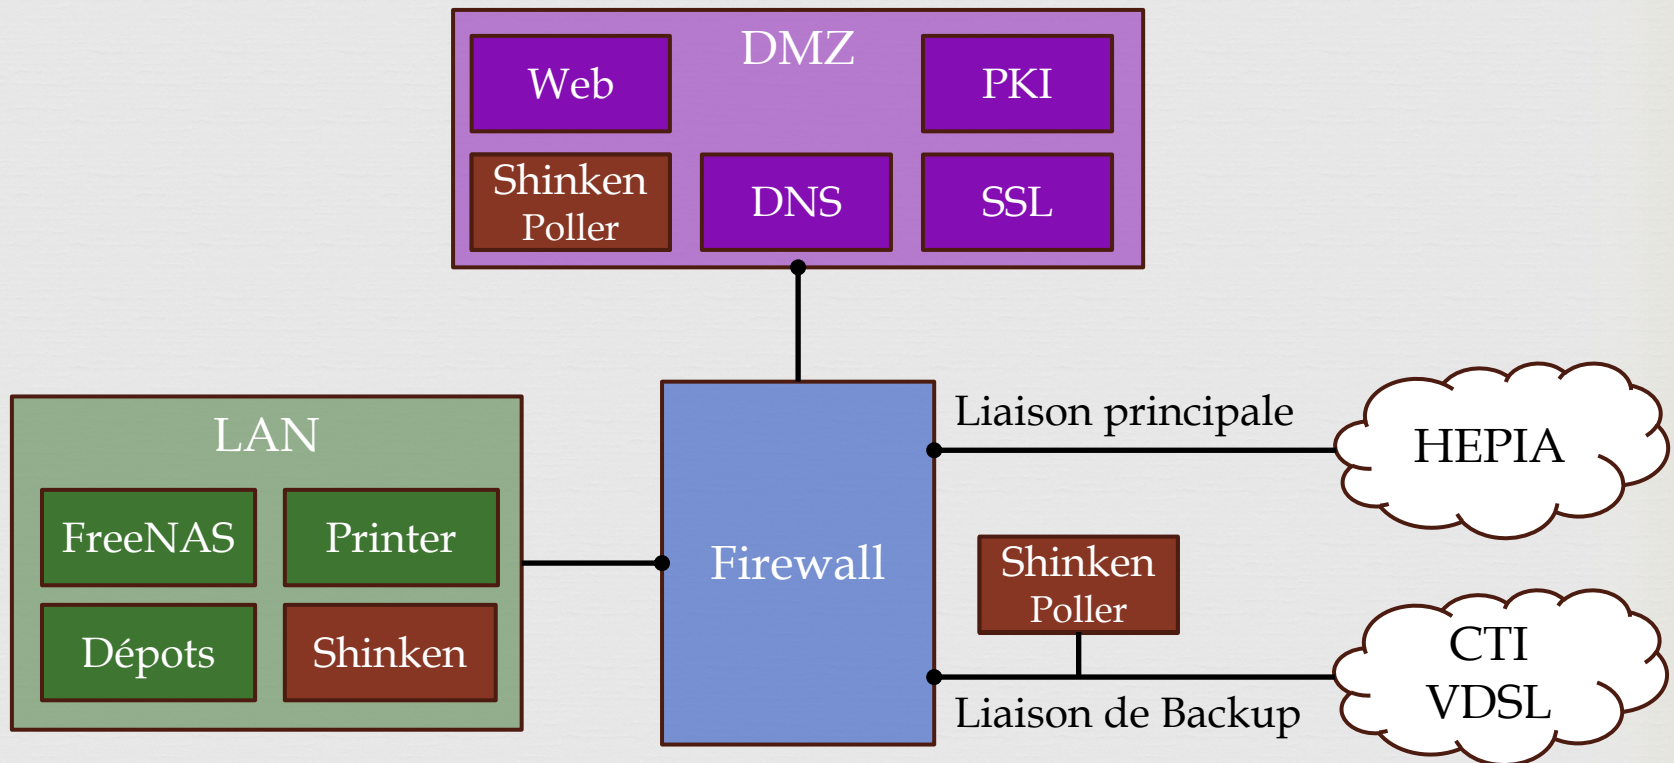 DMZ
Web
PKI
Shinken
Poller
DNS
SSL
LAN
FreeNAS
Printer
Dépots
Shinken
Firewall
Liaison principale
HEPIA
Shinken
Poller
Liaison de Backup
CTI
VDSL